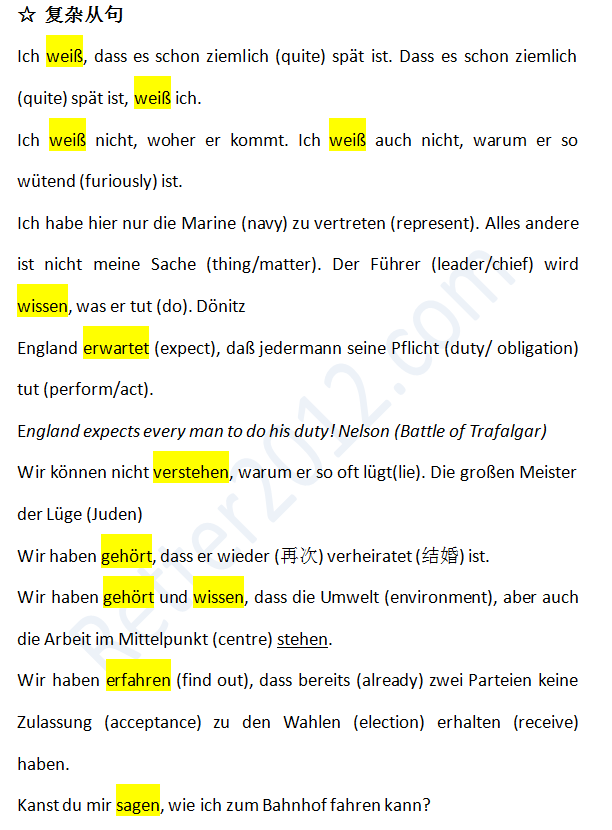 ☆ 复杂从句
Ich weiß, dass es schon ziemlich (quite) spät ist. Dass es schon ziemlich
(quite) spät ist, weiß ich.
Ich weiß nicht, woher er kommt. Ich weiß auch nicht, warum er so
wütend (furiously) ist.
Ich habe hier nur die Marine (navy) zu vertreten (represent). Alles andere
ist nicht meine Sache (thing/matter). Der Führer (leader/chief) wird
wissen, was er tut (do). Dönitz
England erwartet (expect), daß jedermann seine Pflicht (duty/ obligation)
tut (perform/act).
England expects every man to do his duty! Nelson (Battle of Trafalgar)
Wir können nicht verstehen, warum er so oft lügt(lie). Die großen Meister
der Lüge (Juden)
Wir haben gehört, dass er wieder (再次) verheiratet (结婚) ist.
Wir haben gehört und wissen, dass die Umwelt (environment), aber auch
die Arbeit im Mittelpunkt (centre) stehen.
Wir haben erfahren (find out), dass bereits (already) zwei Parteien keine
Zulassung (acceptance) zu den Wahlen (election) erhalten (receive)
haben.
Kanst du mir sagen, wie ich zum Bahnhof fahren kann?